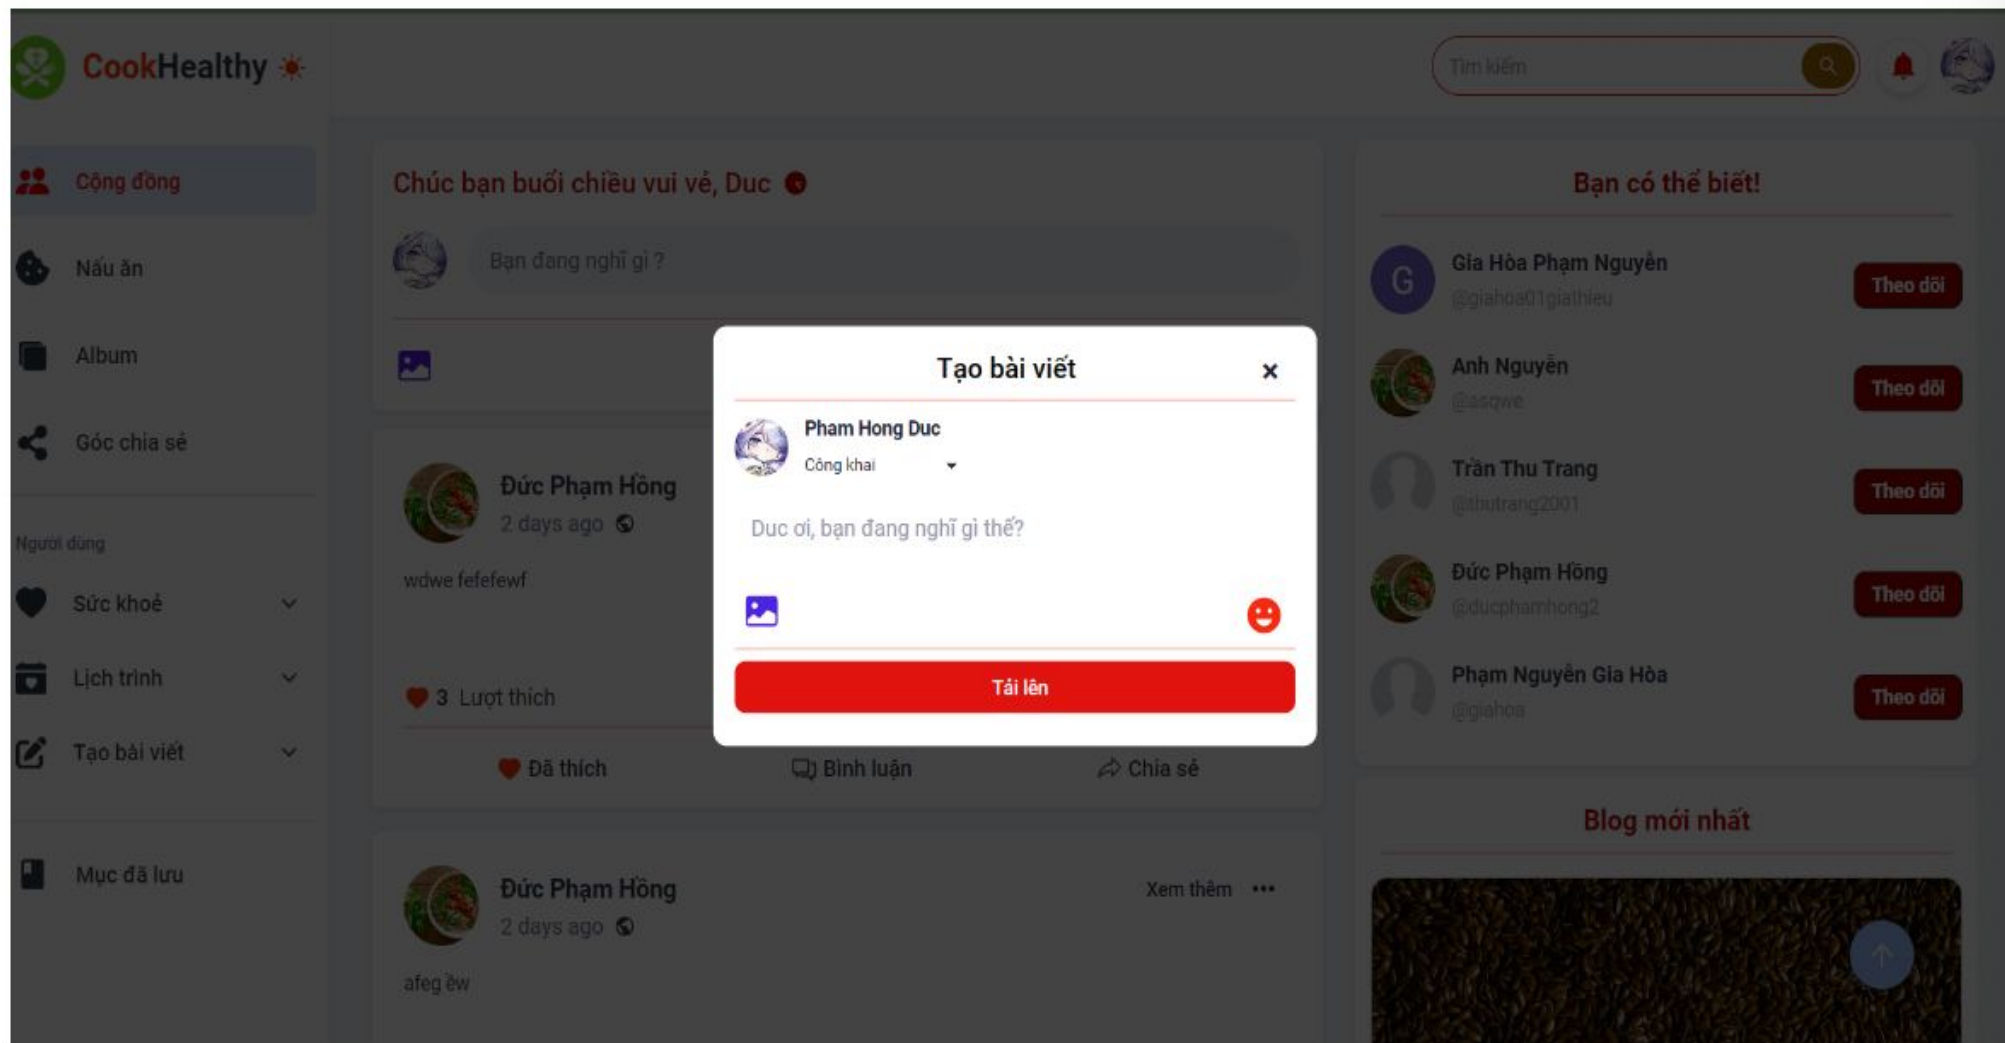 CookHealthy
Tìm kiếm
Cộng đồng
Nấu ăn
Album
Góc chia sẻ
Người dùng
Sức khoẻ
Lịch trình
Tạo bài viết
Mục đã lưu
Chúc bạn buổi chiều vui vẻ, Duc
Bạn đang nghĩ gì ?
Đức Phạm Hồng
2 days ago
wdwe fefefewf
3 Lượt thích
Đã thích Bình luận Chia sẻ
Đức Phạm Hồng
Xem thêm
2 days ago
afeg ềw
Tạo bài viết
Pham Hong Duc
Công khai
Duc ơi, bạn đang nghĩ gì thế?
Tải lên
Bạn có thể biết!
G
Gia Hòa Phạm Nguyễn
@giahoa01giathieu
Theo dõi
Anh Nguyễn
@asqwe
Theo dõi
Trần Thu Trang
@thutrang2001
Theo dõi
Đức Phạm Hồng
@ducphamhong2
Theo dõi
Phạm Nguyễn Gia Hòa
@giahoa
Theo dõi
Blog mới nhất